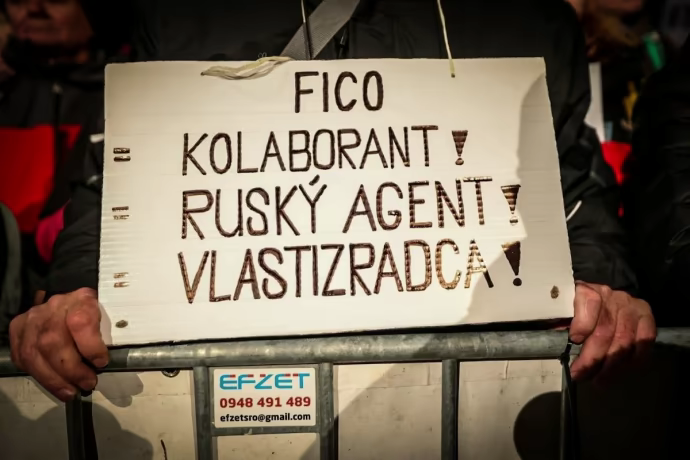 FICO
KOLABORANT!
RUSKÝ AGENT!
VLASTIZRADCA!
EFZET
0948 491 489
efzetsro@gmail.com